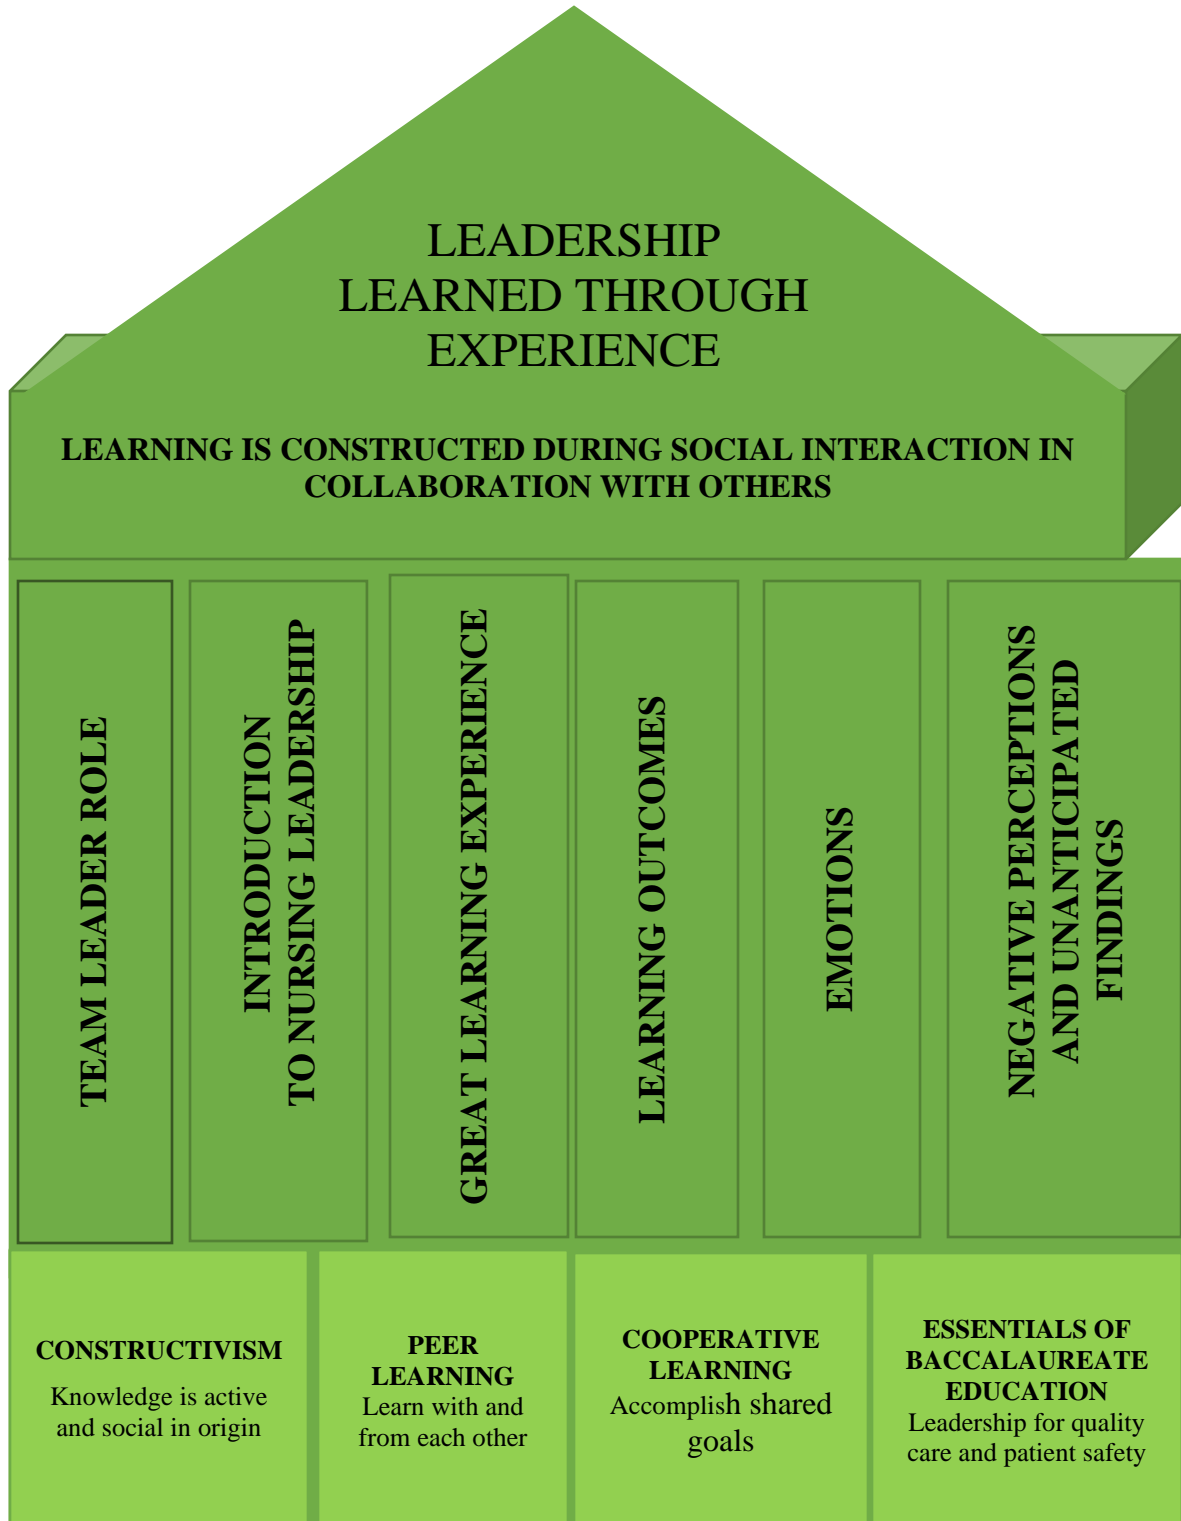 LEADERSHIP
LEARNED THROUGH
EXPERIENCE
LEARNING IS CONSTRUCTED DURING SOCIAL INTERACTION IN
COLLABORATION WITH OTHERS
TEAM LEADER ROLE
INTRODUCTION
TO NURSING LEADERSHIP
GREAT LEARNING EXPERIENCE
LEARNING OUTCOMES
EMOTIONS
NEGATIVE PERCEPTIONS
AND UNANTICIPATED
FINDINGS
CONSTRUCTIVISM
Knowledge is active
and social in origin
PEER
LEARNING
Learn with and
from each other
COOPERATIVE
LEARNING
Accomplish shared
goals
ESSENTIALS OF
BACCALAUREATE
EDUCATION
Leadership for quality
care and patient safety